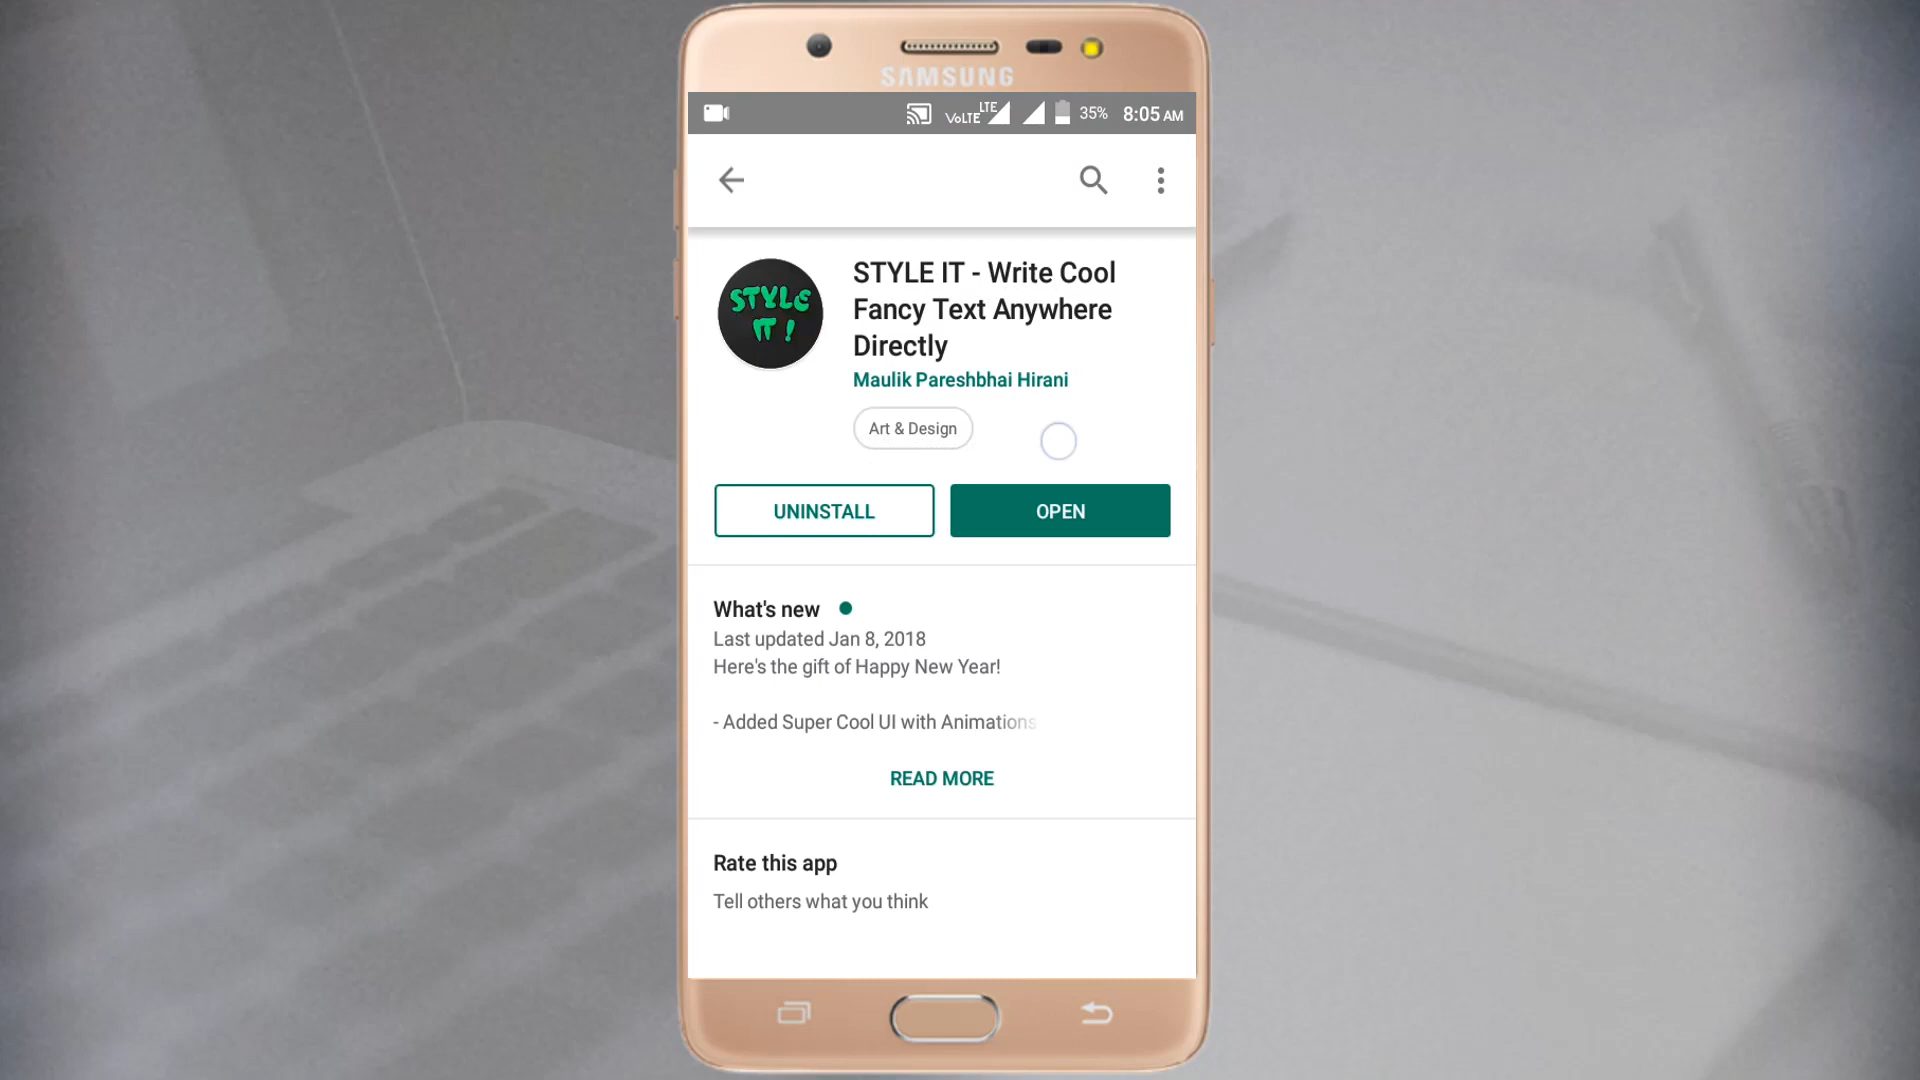 SAMSUNG
VoLTE LTE 35% 8:05 AM
STYLE IT !
STYLE IT - Write Cool
Fancy Text Anywhere
Directly
Maulik Pareshbhai Hirani
Art & Design
UNINSTALL OPEN
What's new
Last updated Jan 8, 2018
Here's the gift of Happy New Year!
- Added Super Cool UI with Animations
READ MORE
Rate this app
Tell others what you think